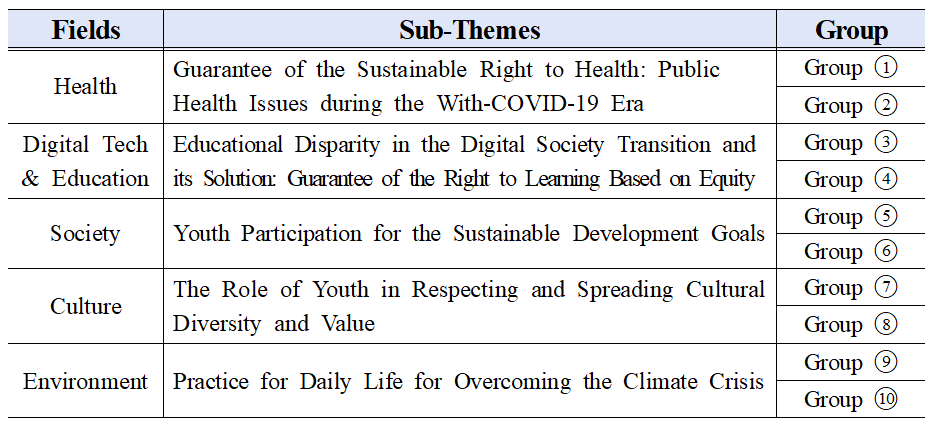 Fields Sub-Themes Group
Health
Guarantee of the Sustainable Right to Health: Public
Health Issues during the With-COVID-19 Era
Group ①
Group ②
Digital Tech
& Education
Educational Disparity in the Digital Society Transition and
its Solution: Guarantee of the Right to Learning Based on Equity
Group ③
Group ④
Society
Youth Participation for the Sustainable Development Goals
Group ⑤
Group ⑥
Culture
The Role of Youth in Respecting and Spreading Cultural
Diversity and Value
Group ⑦
Group ⑧
Environment
Practice for Daily Life for Overcoming the Climate Crisis
Group ⑨
Group ⑩